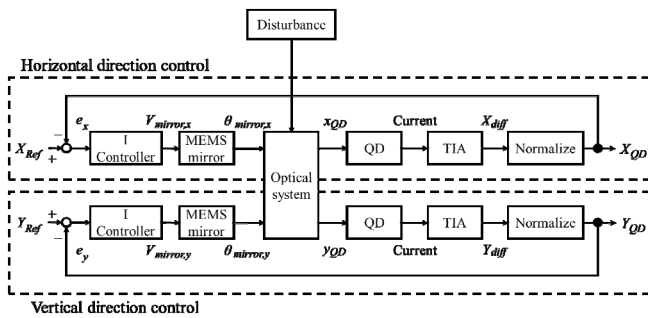 Disturbance
Horizontal direction control
e_x V_mirror,x θ_mirror,x x_QD Current X_diff
−
X_Ref
+
I Controller
MEMS mirror
QD
TIA
Normalize
X_QD
Optical system
+
Y_Ref
−
I Controller
MEMS mirror
QD
TIA
Normalize
Y_QD
e_y V_mirror,y θ_mirror,y y_QD Current Y_diff
Vertical direction control